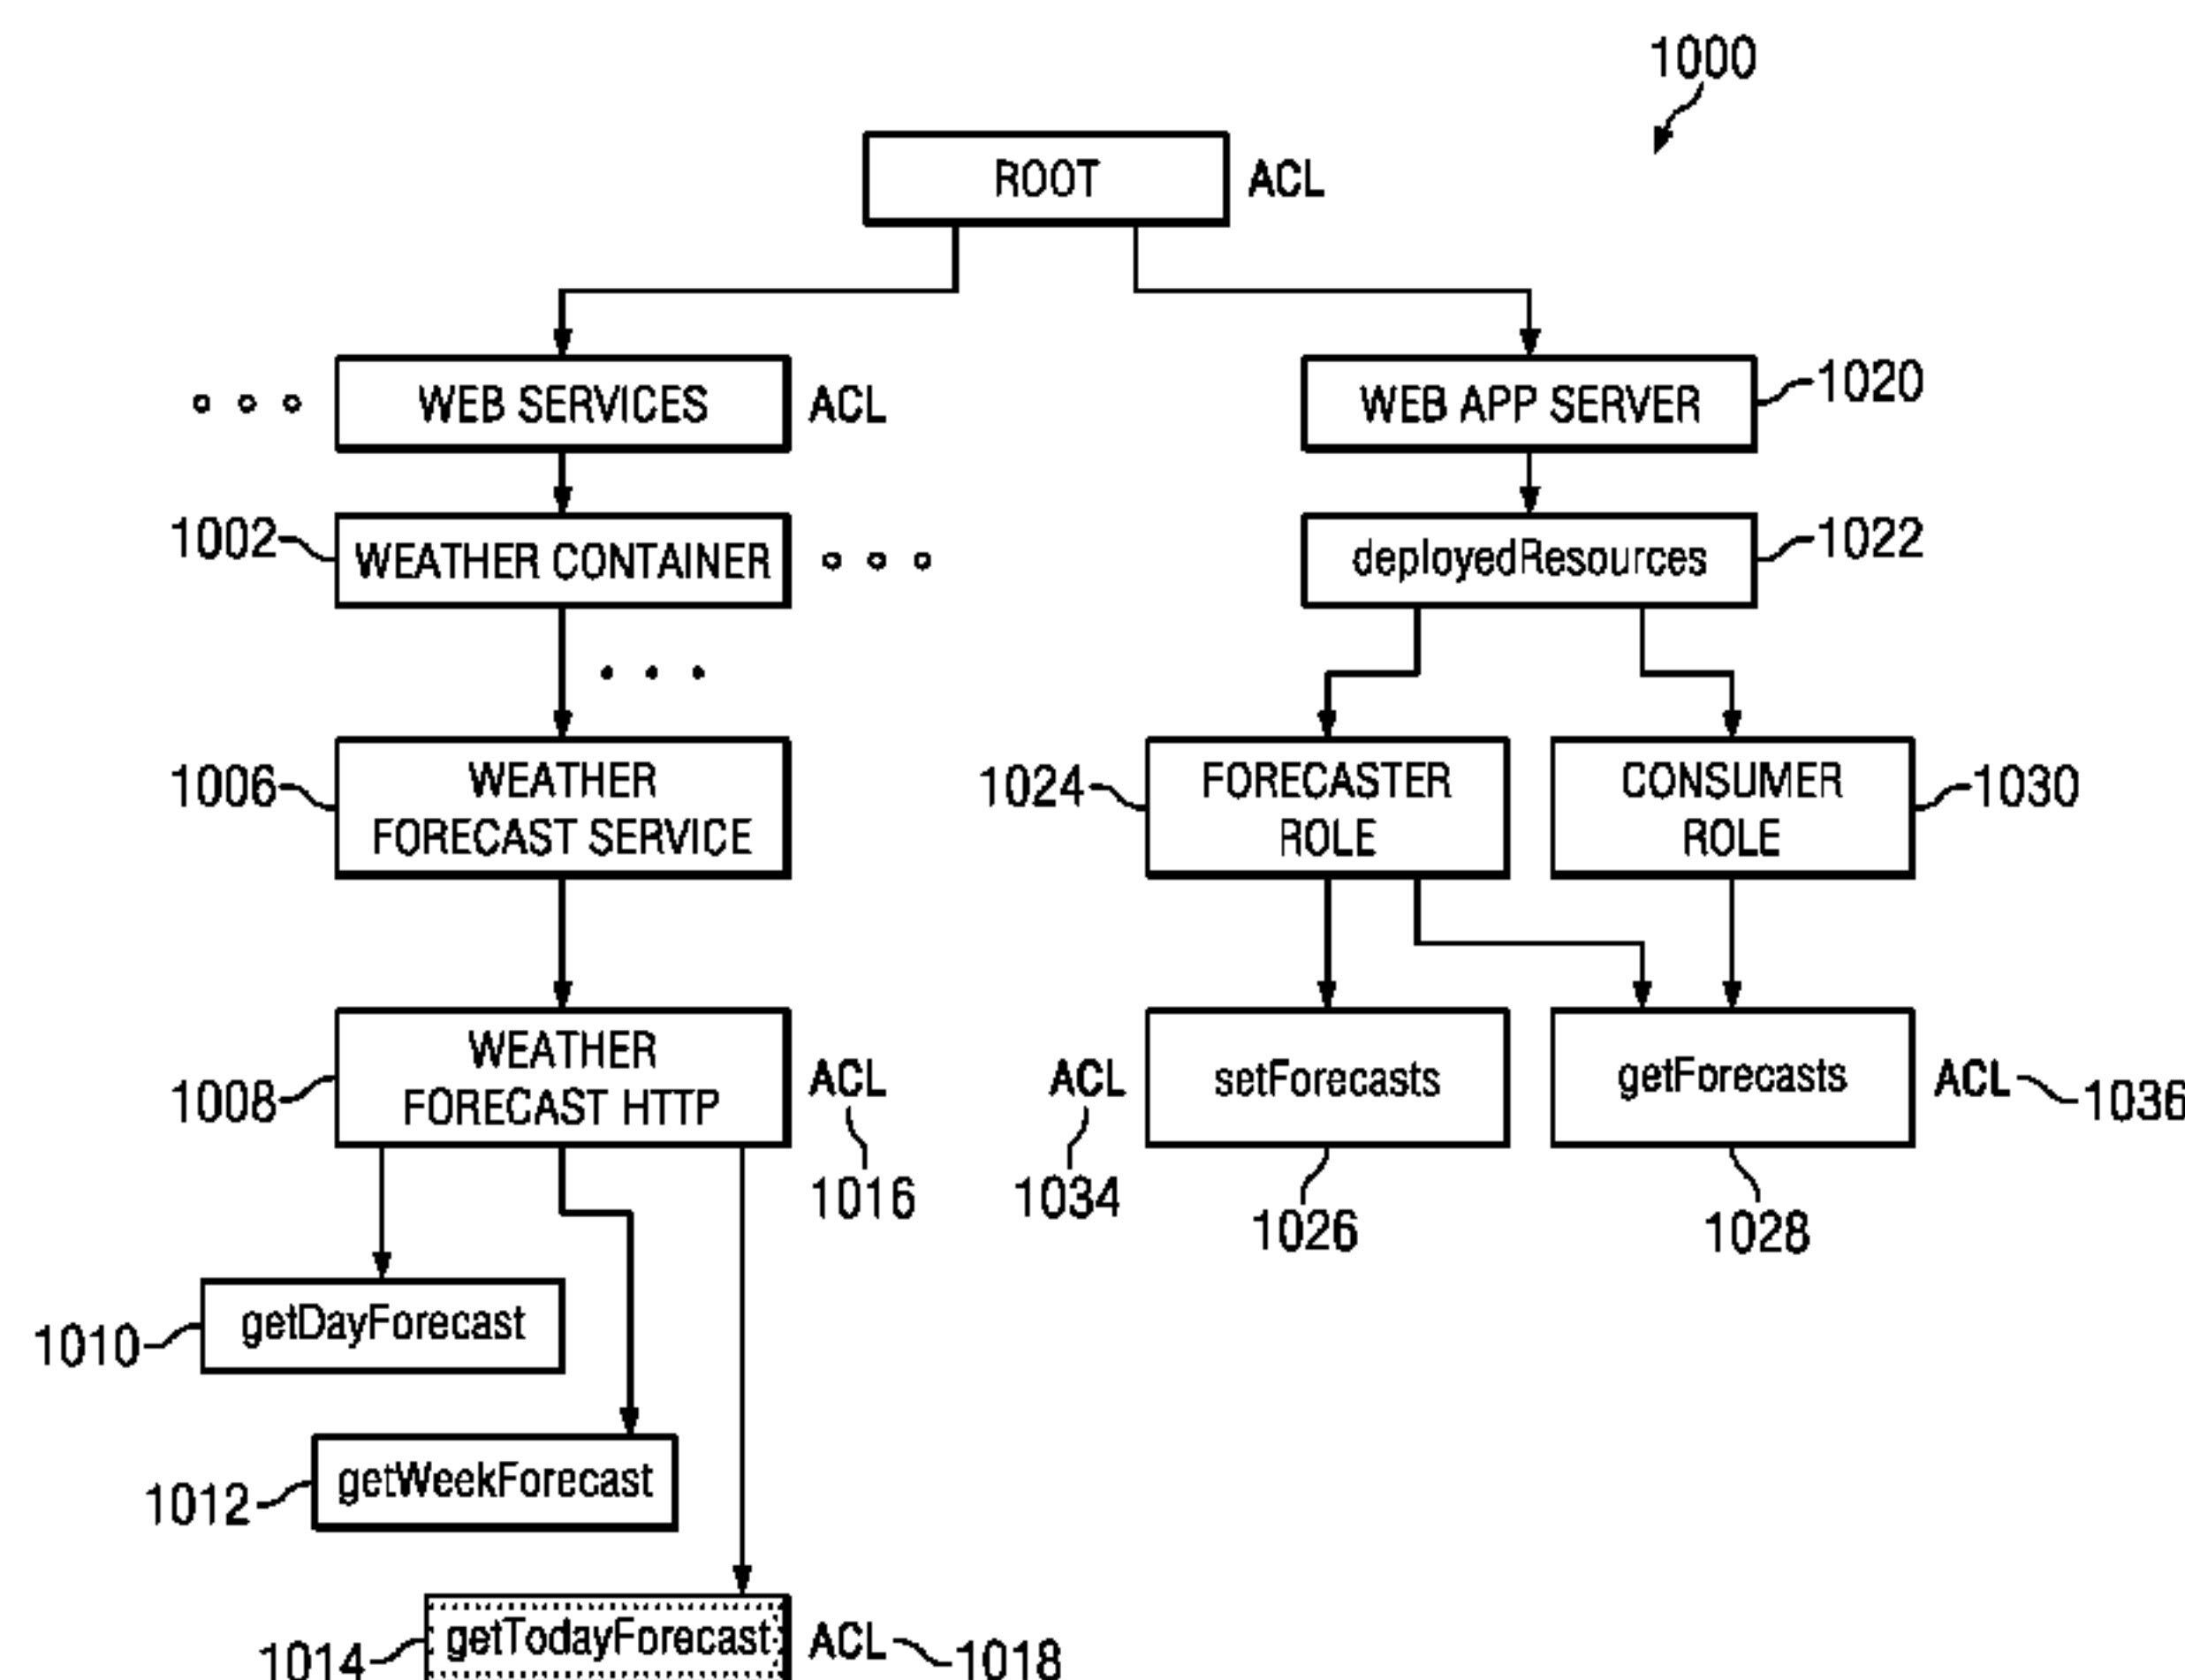 1000
ROOT
ACL
WEB SERVICES
ACL
WEB APP SERVER
1020
1002
WEATHER CONTAINER
deployedResources
1022
1006
WEATHER
FORECAST SERVICE
1024
FORECASTER
ROLE
CONSUMER
ROLE
1030
1008
WEATHER
FORECAST HTTP
ACL
1016
ACL
1034
setForecasts
1026
getForecasts
1028
ACL
1036
1010
getDayForecast
1012
getWeekForecast
1014
getTodayForecast
ACL
1018